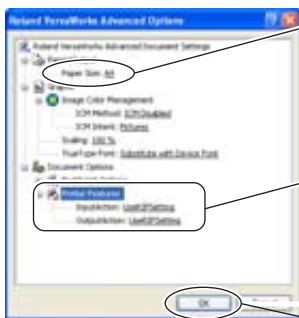 Roland VersaWorks Advanced Options
Roland VersaWorks Advanced Document Settings
Paper Size: A4
Image Color Management
ICM Method: ICM Disabled
ICM Intent: Pictures
Scaling: 100 %
TrueType Font: Substitute with Device Font
Document Options
Printer Features
InputAction: UseRIPSetting
OutputAction: UseRIPSetting
OK